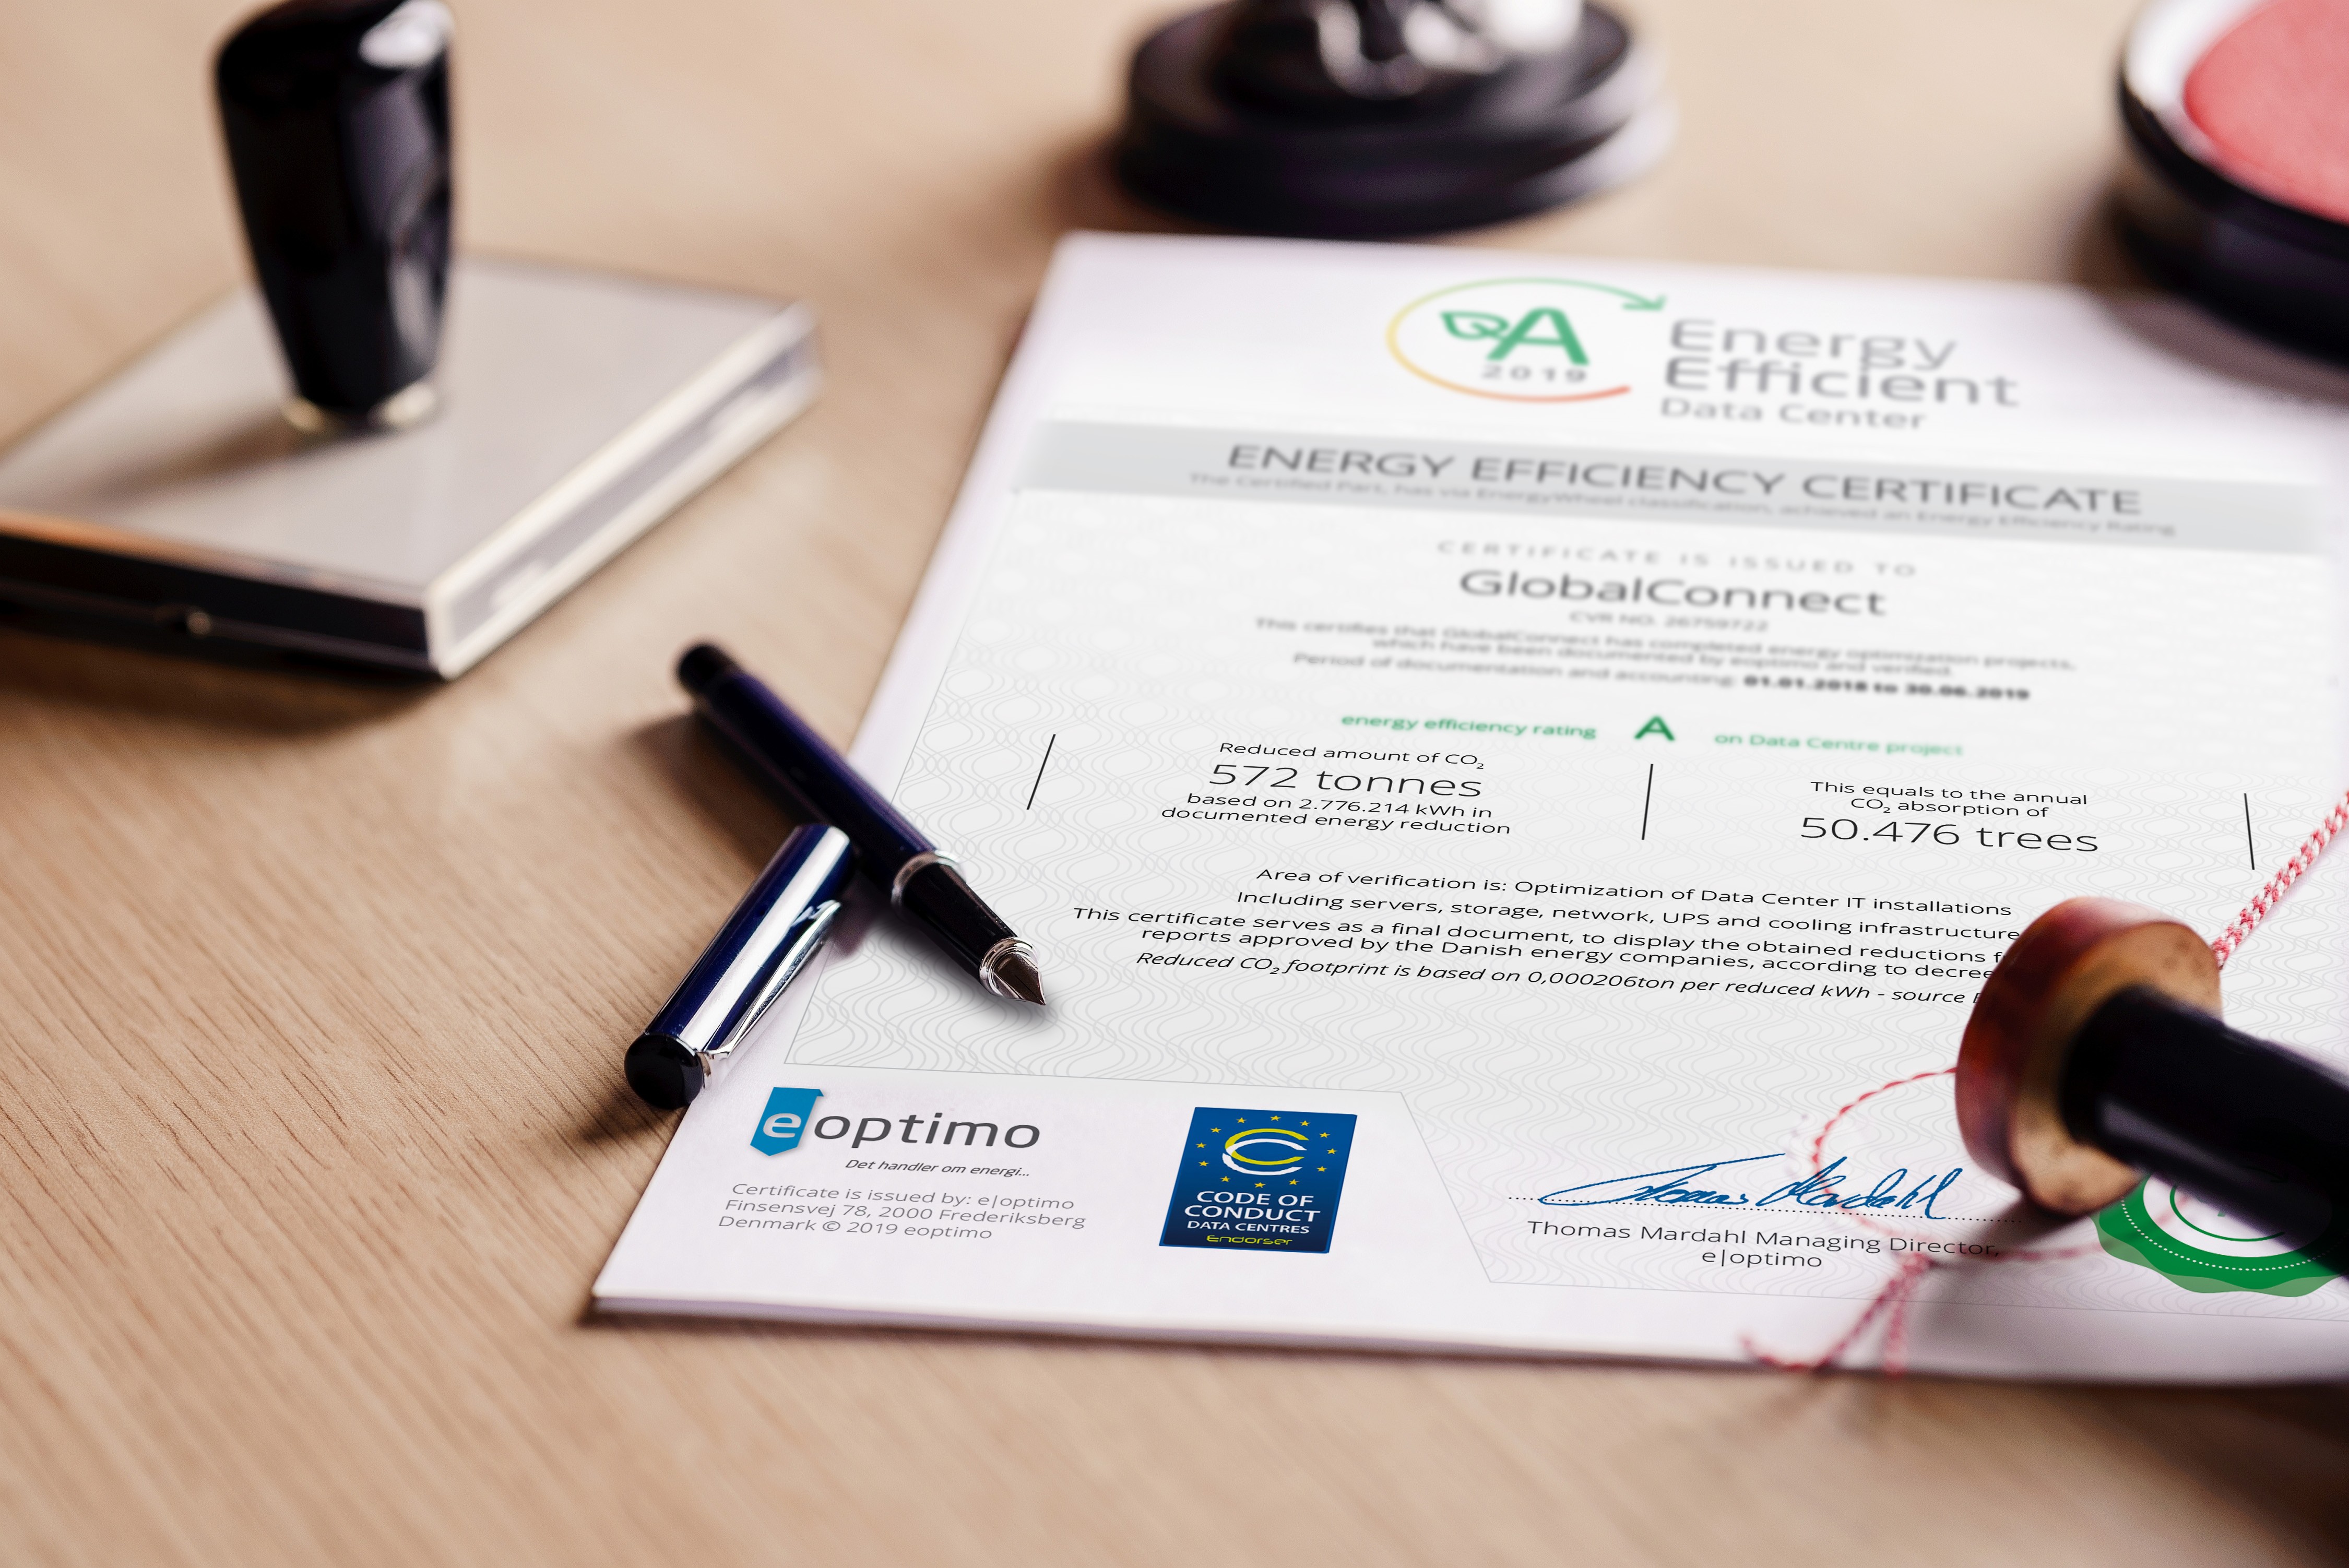 A
2019
Energy
Efficient
Data Center
ENERGY EFFICIENCY CERTIFICATE
The Certified Part, has via EnergyWheel classification, achieved an Energy Efficiency Rating
CERTIFICATE IS ISSUED TO
GlobalConnect
CVR NO. 26759722
This certifies that GlobalConnect has completed energy optimization projects,
which have been documented by eoptimo and verified.
Period of documentation and accounting: 01.01.2018 to 30.06.2019
energy efficiency rating A on Data Centre project
Reduced amount of CO₂
572 tonnes
based on 2.776.214 kWh in
documented energy reduction
This equals to the annual
CO₂ absorption of
50.476 trees
Area of verification is: Optimization of Data Center IT installations
Including servers, storage, network, UPS and cooling infrastructure
This certificate serves as a final document, to display the obtained reductions
reports approved by the Danish energy companies, according to decree
Reduced CO₂ footprint is based on 0,000206ton per reduced kWh - source
eoptimo
Det handler om energi...
Certificate is issued by: e|optimo
Finsensvej 78, 2000 Frederiksberg
Denmark © 2019 eoptimo
CODE OF
CONDUCT
DATA CENTRES
Endorser
Thomas Mardahl
Thomas Mardahl Managing Director,
e|optimo